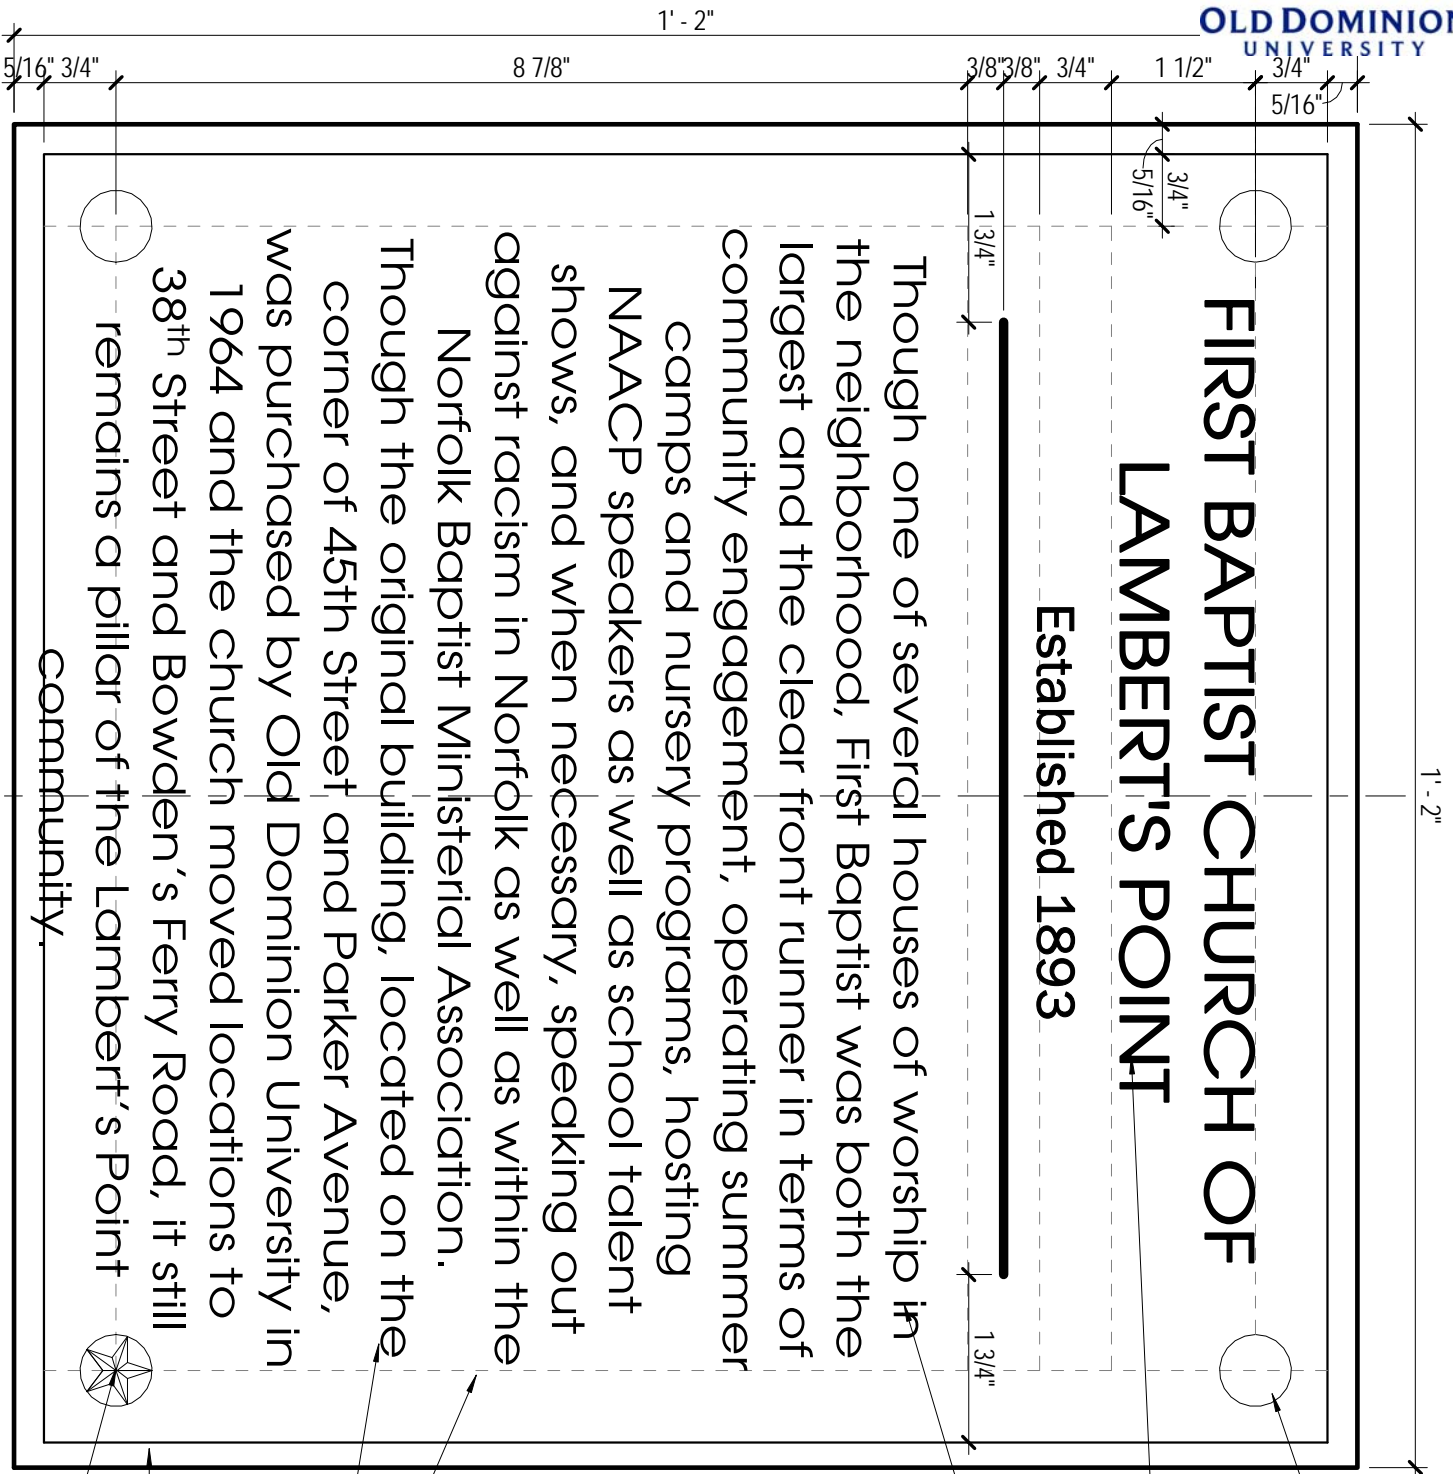 OLD DOMINION
UNIVERSITY
1' - 2"
5/16" 3/4" 8 7/8" 3/8" 3/8" 3/4" 1 1/2" 3/4"
5/16"
3/4"
5/16"
1 3/4"
1' - 2"
FIRST BAPTIST CHURCH OF
LAMBERT'S POINT
Established 1893
Though one of several houses of worship in
the neighborhood, First Baptist was both the
largest and the clear front runner in terms of
community engagement, operating summer
camps and nursery programs, hosting
NAACP speakers as well as school talent
shows, and when necessary, speaking out
against racism in Norfolk as well as within the
Norfolk Baptist Ministerial Association.
Though the original building, located on the
corner of 45th Street and Parker Avenue,
was purchased by Old Dominion University in
1964 and the church moved locations to
38th Street and Bowden's Ferry Road, it still
remains a pillar of the Lambert's Point
community.
1 3/4"